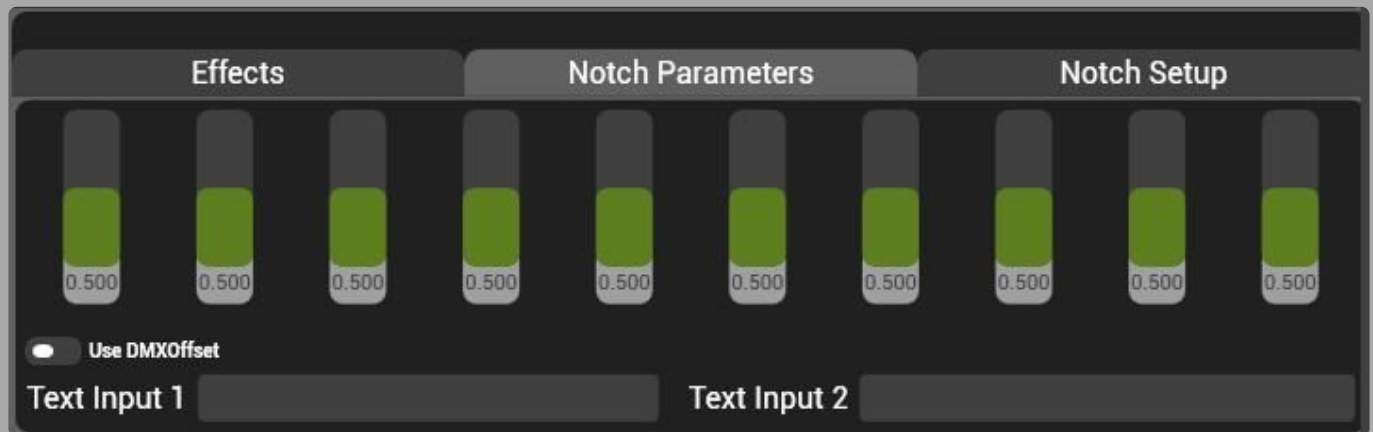 Effects Notch Parameters Notch Setup
0.500 0.500 0.500 0.500 0.500 0.500 0.500 0.500 0.500 0.500
Use DMXOffset
Text Input 1 Text Input 2